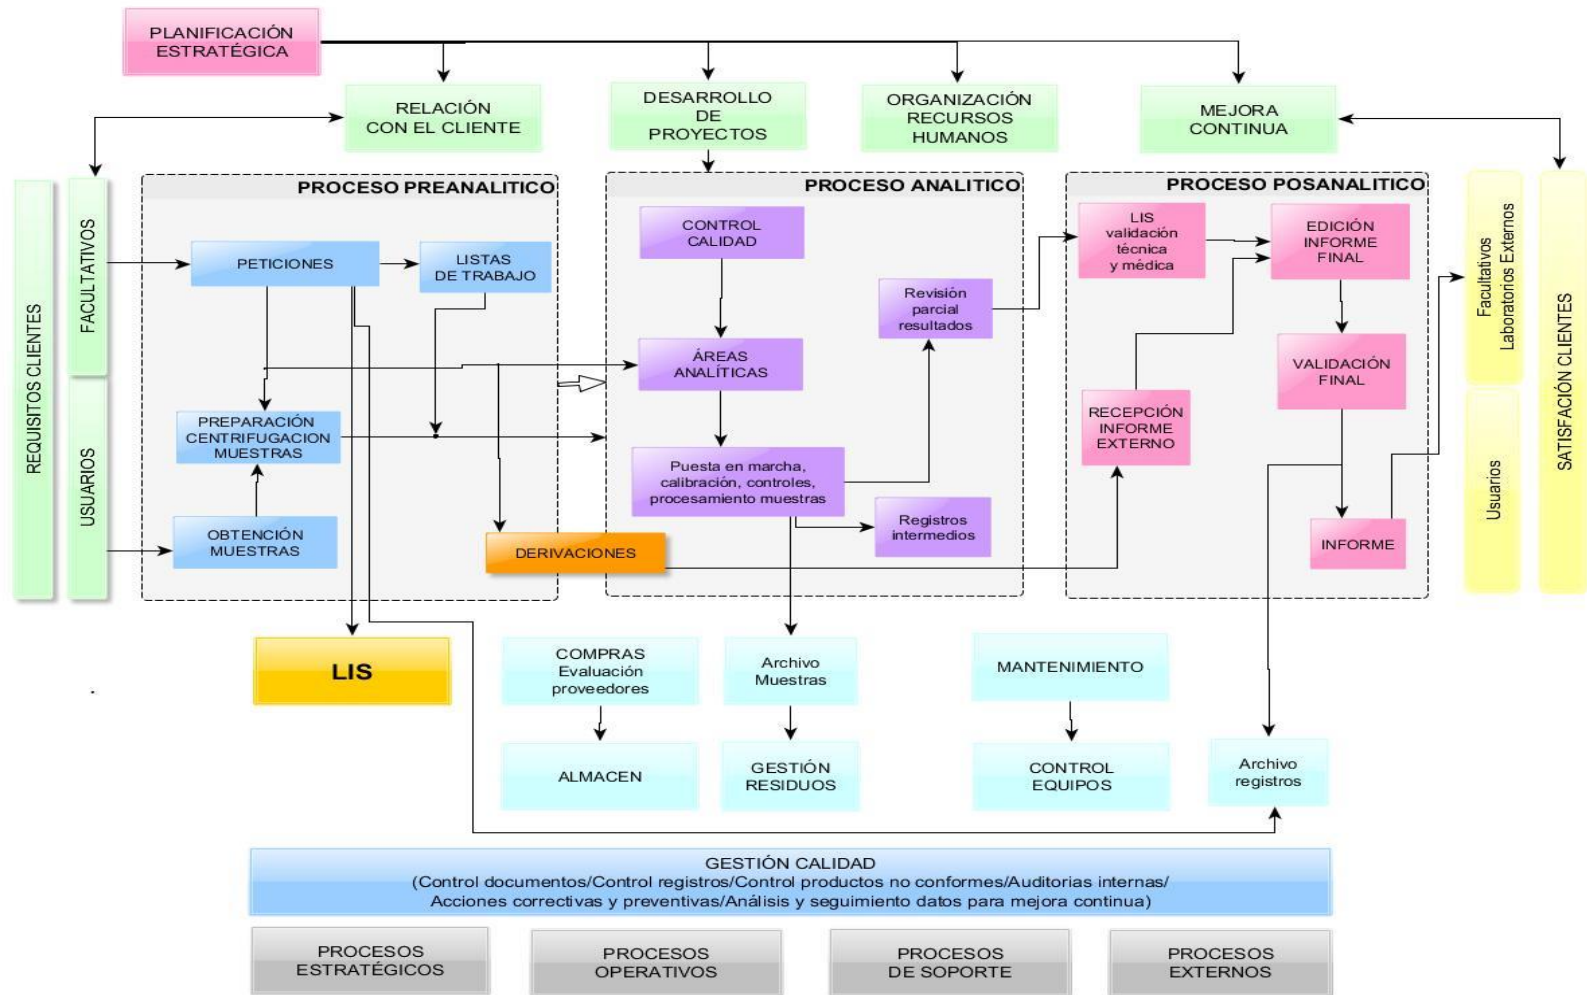 PLANIFICACIÓN
ESTRATÉGICA
RELACIÓN
CON EL CLIENTE
DESARROLLO
DE
PROYECTOS
ORGANIZACIÓN
RECURSOS
HUMANOS
MEJORA
CONTINUA
REQUISITOS CLIENTES
FACULTATIVOS
USUARIOS
PROCESO PREANALITICO
PETICIONES
LISTAS
DE TRABAJO
PREPARACIÓN
CENTRIFUGACION
MUESTRAS
OBTENCIÓN
MUESTRAS
DERIVACIONES
PROCESO ANALITICO
CONTROL
CALIDAD
ÁREAS
ANALÍTICAS
Revisión
parcial
resultados
Puesta en marcha,
calibración, controles,
procesamiento muestras
Registros
intermedios
PROCESO POSANALITICO
LIS
validación
técnica
y médica
EDICIÓN
INFORME
FINAL
VALIDACIÓN
FINAL
RECEPCIÓN
INFORME
EXTERNO
INFORME
Facultativos
Laboratorios Externos
Usuarios
SATISFACIÓN CLIENTES
LIS
COMPRAS
Evaluación
proveedores
Archivo
Muestras
MANTENIMIENTO
ALMACEN
GESTIÓN
RESIDUOS
CONTROL
EQUIPOS
Archivo
registros
GESTIÓN CALIDAD
(Control documentos/Control registros/Control productos no conformes/Auditorias internas/
Acciones correctivas y preventivas/Análisis y seguimiento datos para mejora continua)
PROCESOS
ESTRATÉGICOS
PROCESOS
OPERATIVOS
PROCESOS
DE SOPORTE
PROCESOS
EXTERNOS